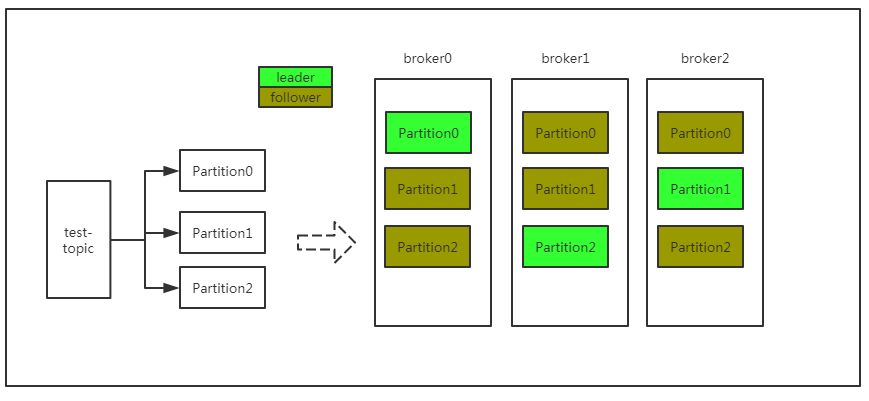 leader
follower
test-
topic
Partition0
Partition1
Partition2
broker0
Partition0
Partition1
Partition2
broker1
Partition0
Partition1
Partition2
broker2
Partition0
Partition1
Partition2